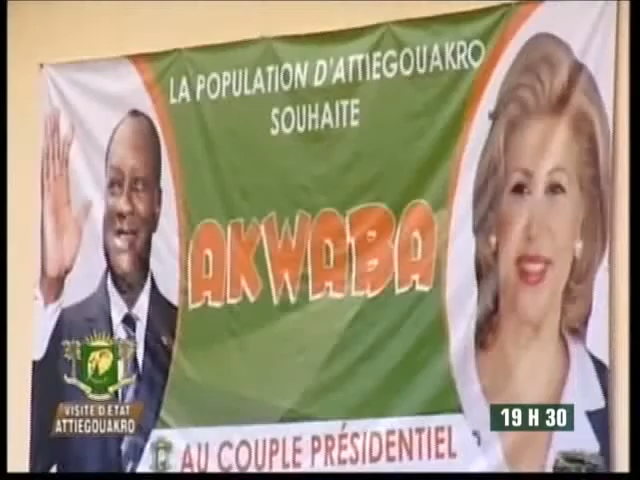 LA POPULATION D'ATTIEGOUAKRO
SOUHAITE
AKWABA
AU COUPLE PRÉSIDENTIEL
VISITE D'ETAT
ATTIEGOUAKRO
19 H 30